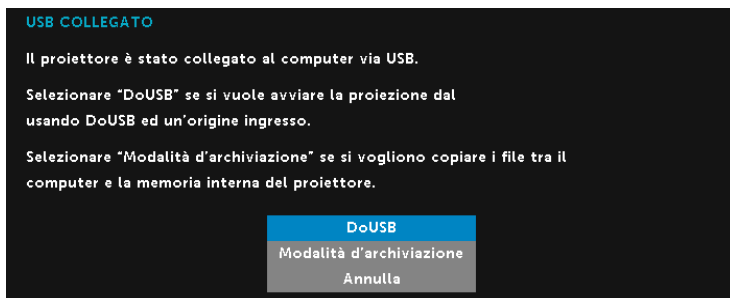 USB COLLEGATO
Il proiettore è stato collegato al computer via USB.
Selezionare "DoUSB" se si vuole avviare la proiezione dal
usando DoUSB ed un'origine ingresso.
Selezionare "Modalità d'archiviazione" se si vogliono copiare i file tra il
computer e la memoria interna del proiettore.
DoUSB
Modalità d'archiviazione
Annulla